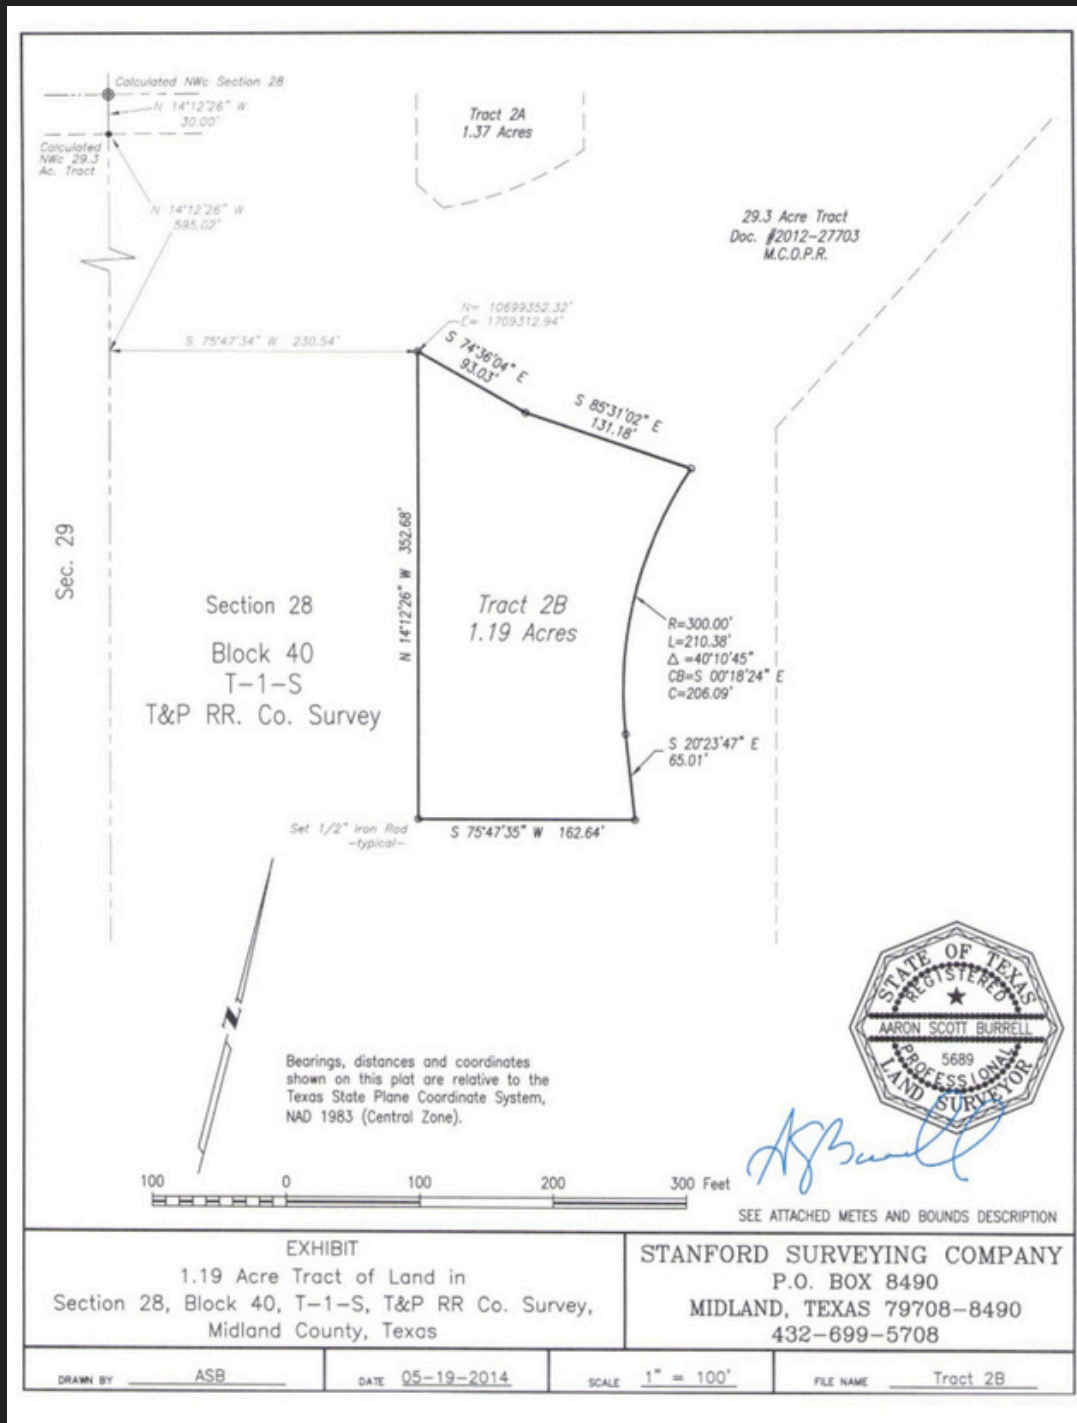 Calculated NWc Section 28
N 14°12'26" W
30.00'
Calculated
NWc 29.3
Ac. Tract
N 14°12'26" W
595.02'
Tract 2A
1.37 Acres
29.3 Acre Tract
Doc. #2012-27703
M.C.O.P.R.
N= 10699352.32'
E= 1709312.94'
S 75°47'34" W 230.54'
S 74°36'04" E
93.03'
S 85°31'02" E
131.18'
Sec. 29
Section 28
Block 40
T-1-S
T&P RR. Co. Survey
N 14°12'26" W 352.68'
Tract 2B
1.19 Acres
R=300.00'
L=210.38'
Δ =40°10'45"
CB=S 00°18'24" E
C=206.09'
S 20°23'47" E
65.01'
Set 1/2" Iron Rod
-typical-
S 75°47'35" W 162.64'
N
Bearings, distances and coordinates
shown on this plat are relative to the
Texas State Plane Coordinate System,
NAD 1983 (Central Zone).
STATE OF TEXAS
REGISTERED
AARON SCOTT BURRELL
5689
PROFESSIONAL
LAND SURVEYOR
ASBurrell
100 0 100 200 300 Feet
SEE ATTACHED METES AND BOUNDS DESCRIPTION
EXHIBIT
1.19 Acre Tract of Land in
Section 28, Block 40, T-1-S, T&P RR Co. Survey,
Midland County, Texas
STANFORD SURVEYING COMPANY
P.O. BOX 8490
MIDLAND, TEXAS 79708-8490
432-699-5708
DRAWN BY ASB
DATE 05-19-2014
SCALE 1" = 100'
FILE NAME Tract 2B